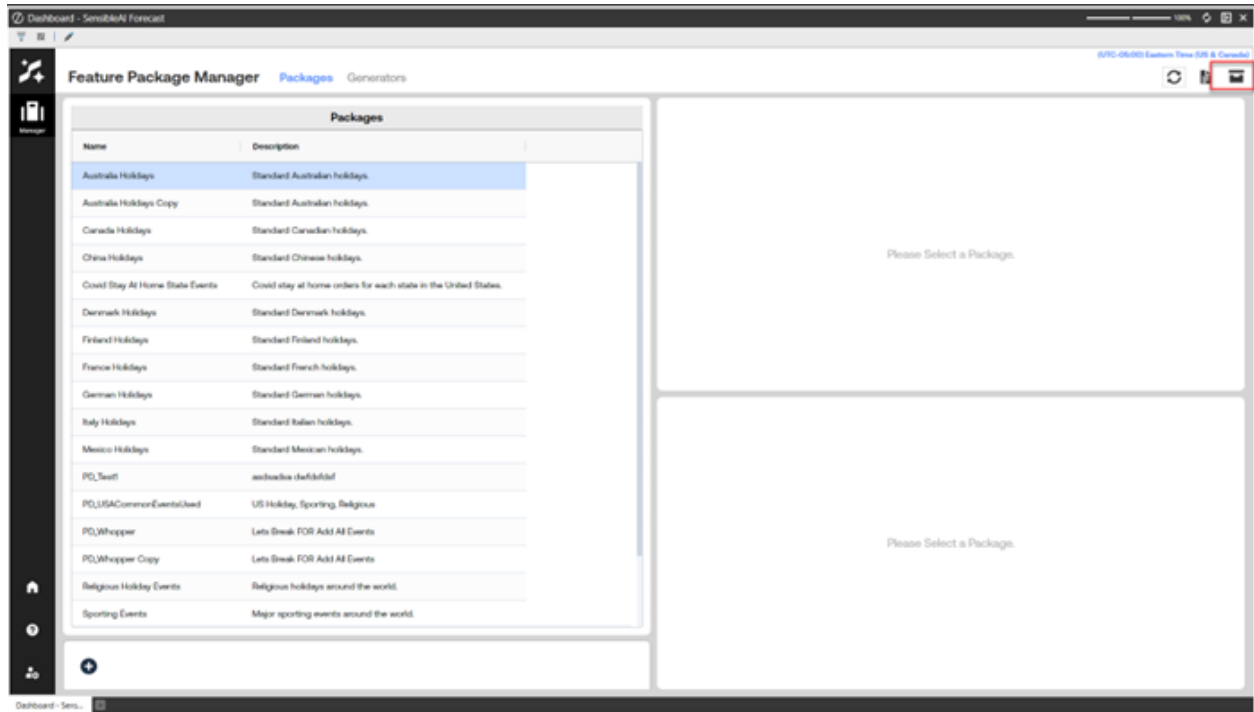 Dashboard - SensibleAI Forecast
100%
(UTC-05:00) Eastern Time (US & Canada)
Feature Package Manager Packages Generators
Manager
Packages
Name Description
Australia Holidays Standard Australian holidays.
Australia Holidays Copy Standard Australian holidays.
Canada Holidays Standard Canadian holidays.
China Holidays Standard Chinese holidays.
Covid Stay At Home State Events Covid stay at home orders for each state in the United States.
Denmark Holidays Standard Denmark holidays.
Finland Holidays Standard Finland holidays.
France Holidays Standard French holidays.
German Holidays Standard German holidays.
Italy Holidays Standard Italian holidays.
Mexico Holidays Standard Mexican holidays.
PD_Test1
PD_USACommonEventsUsed US Holiday, Sporting, Religious
PD_Whopper Lets Break FOR Add All Events
PD_Whopper Copy Lets Break FOR Add All Events
Religious Holiday Events Religious holidays around the world.
Sporting Events Major sporting events around the world.
Please Select a Package.
Please Select a Package.
Dashboard - Sens...